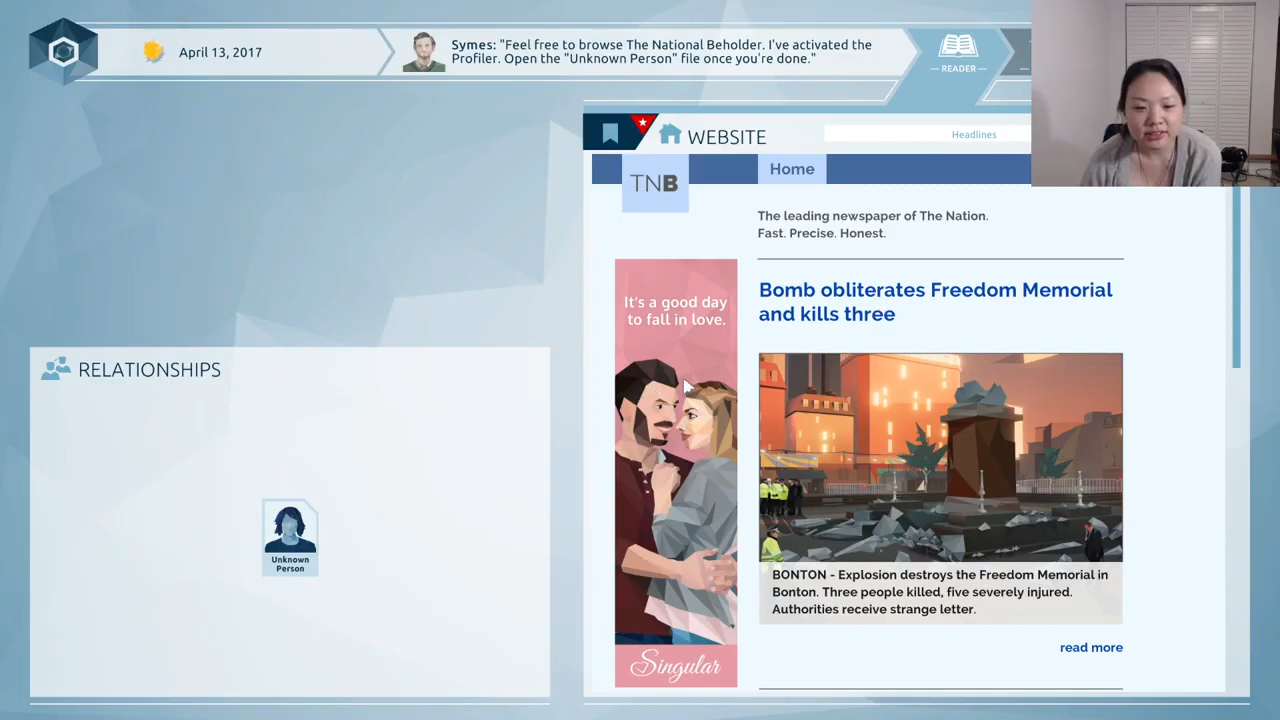 April 13, 2017
Symes: "Feel free to browse The National Beholder. I've activated the
Profiler. Open the "Unknown Person" file once you're done."
— READER —
WEBSITE
Headlines
TNB
Home
The leading newspaper of The Nation.
Fast. Precise. Honest.
It's a good day
to fall in love.
Bomb obliterates Freedom Memorial
and kills three
RELATIONSHIPS
Unknown
Person
BONTON - Explosion destroys the Freedom Memorial in
Bonton. Three people killed, five severely injured.
Authorities receive strange letter.
read more
Singular